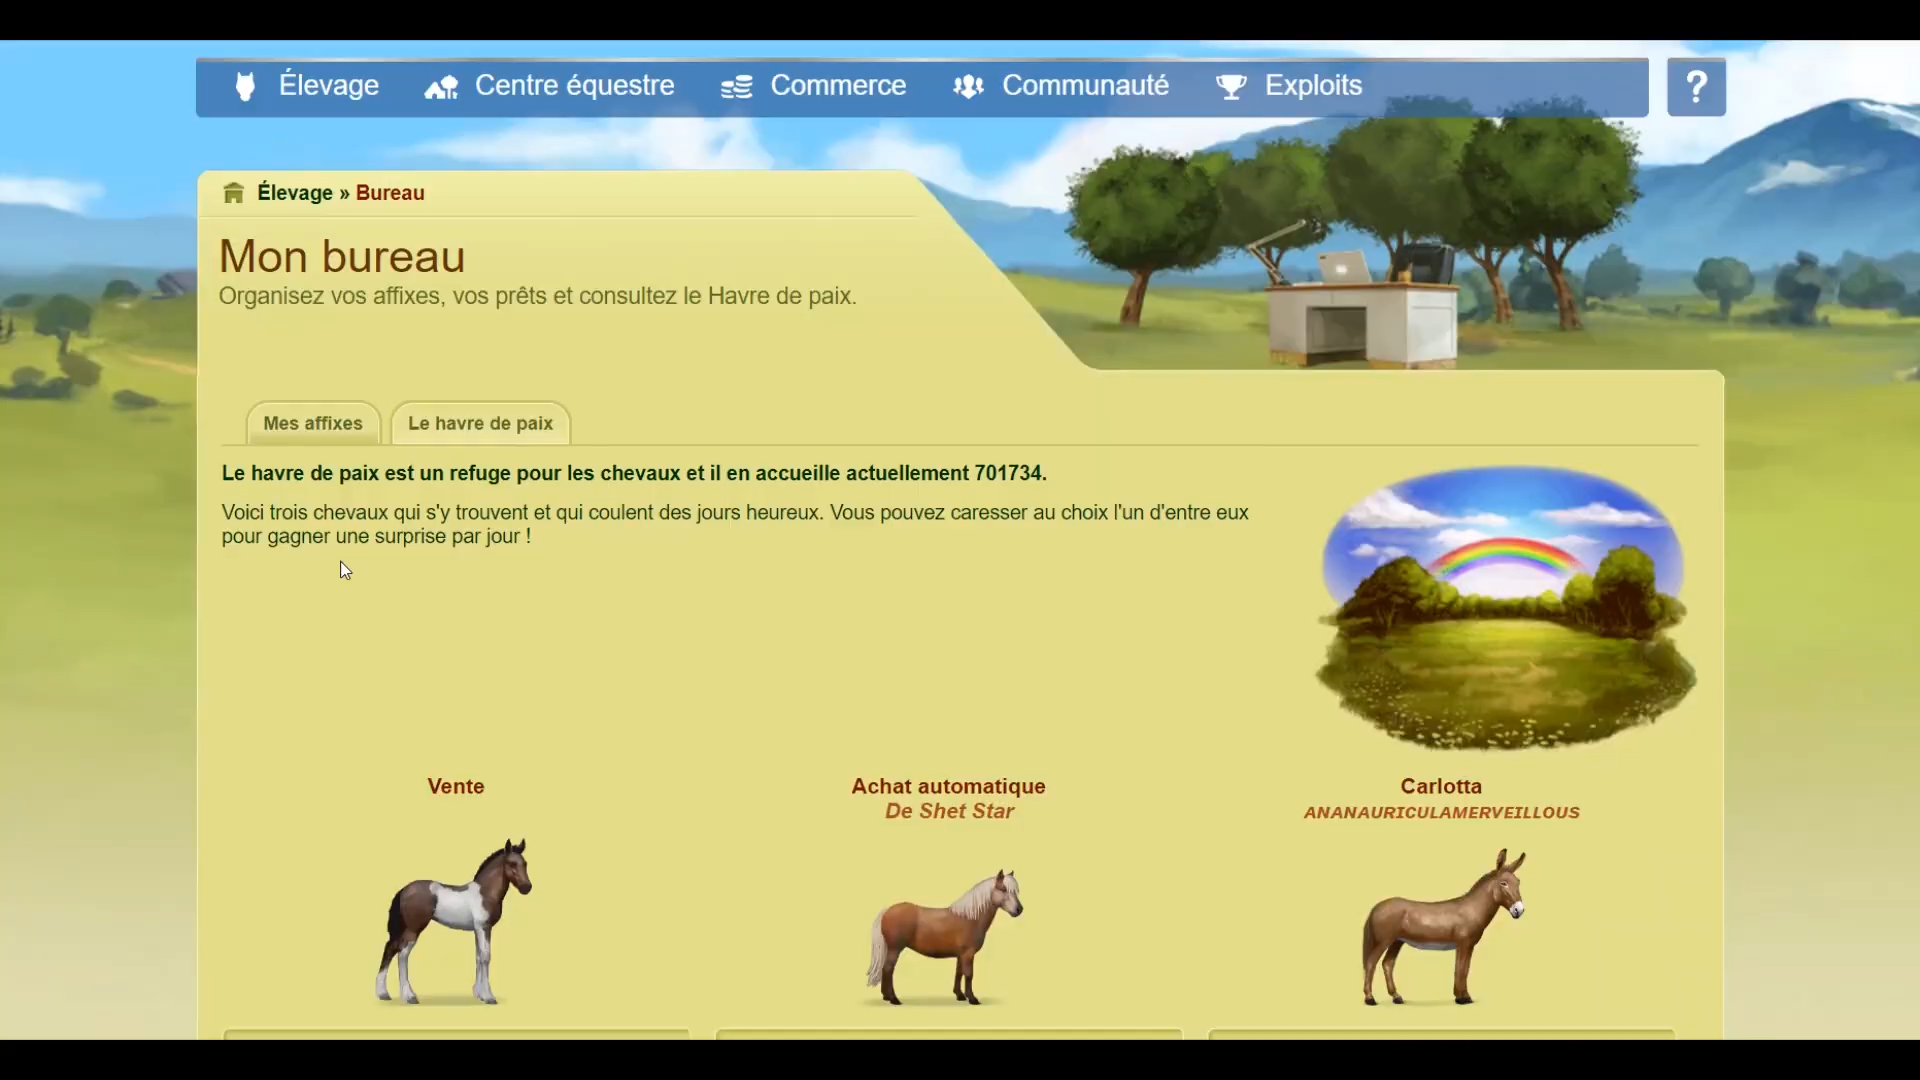 Élevage Centre équestre Commerce Communauté Exploits ?
Élevage » Bureau
Mon bureau
Organisez vos affixes, vos prêts et consultez le Havre de paix.
Mes affixes Le havre de paix
Le havre de paix est un refuge pour les chevaux et il en accueille actuellement 701734.
Voici trois chevaux qui s'y trouvent et qui coulent des jours heureux. Vous pouvez caresser au choix l'un d'entre eux
pour gagner une surprise par jour !
Vente Achat automatique Carlotta
De Shet Star ᴀɴᴀɴᴀᴜʀɪᴄᴜʟᴀᴍᴇʀᴠᴇɪʟʟᴏᴜs